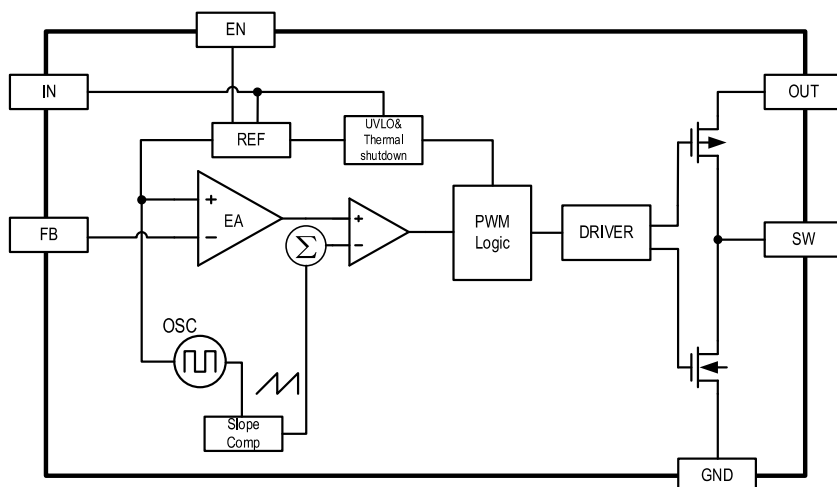 EN
IN
OUT
REF
UVLO&
Thermal
shutdown
+
EA
−
FB
+
−
Σ
PWM
Logic
DRIVER
SW
OSC
Slope
Comp
GND